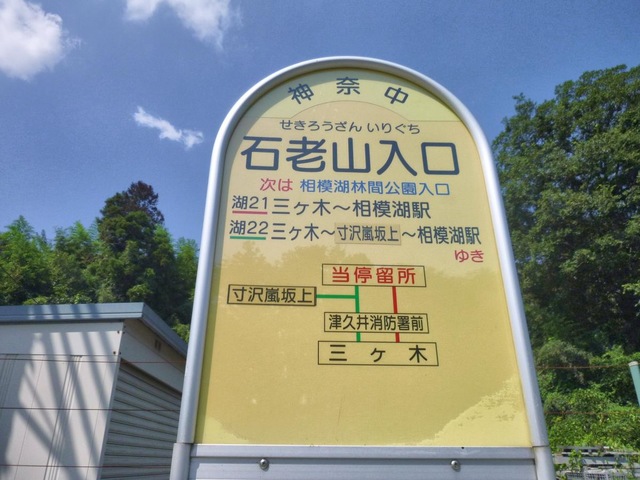 神奈中
せきろうざん いりぐち
石老山入口
次は 相模湖林間公園入口
湖21三ヶ木～相模湖駅
湖22三ヶ木～寸沢嵐坂上～相模湖駅
ゆき
当停留所
寸沢嵐坂上
津久井消防署前
三ヶ木